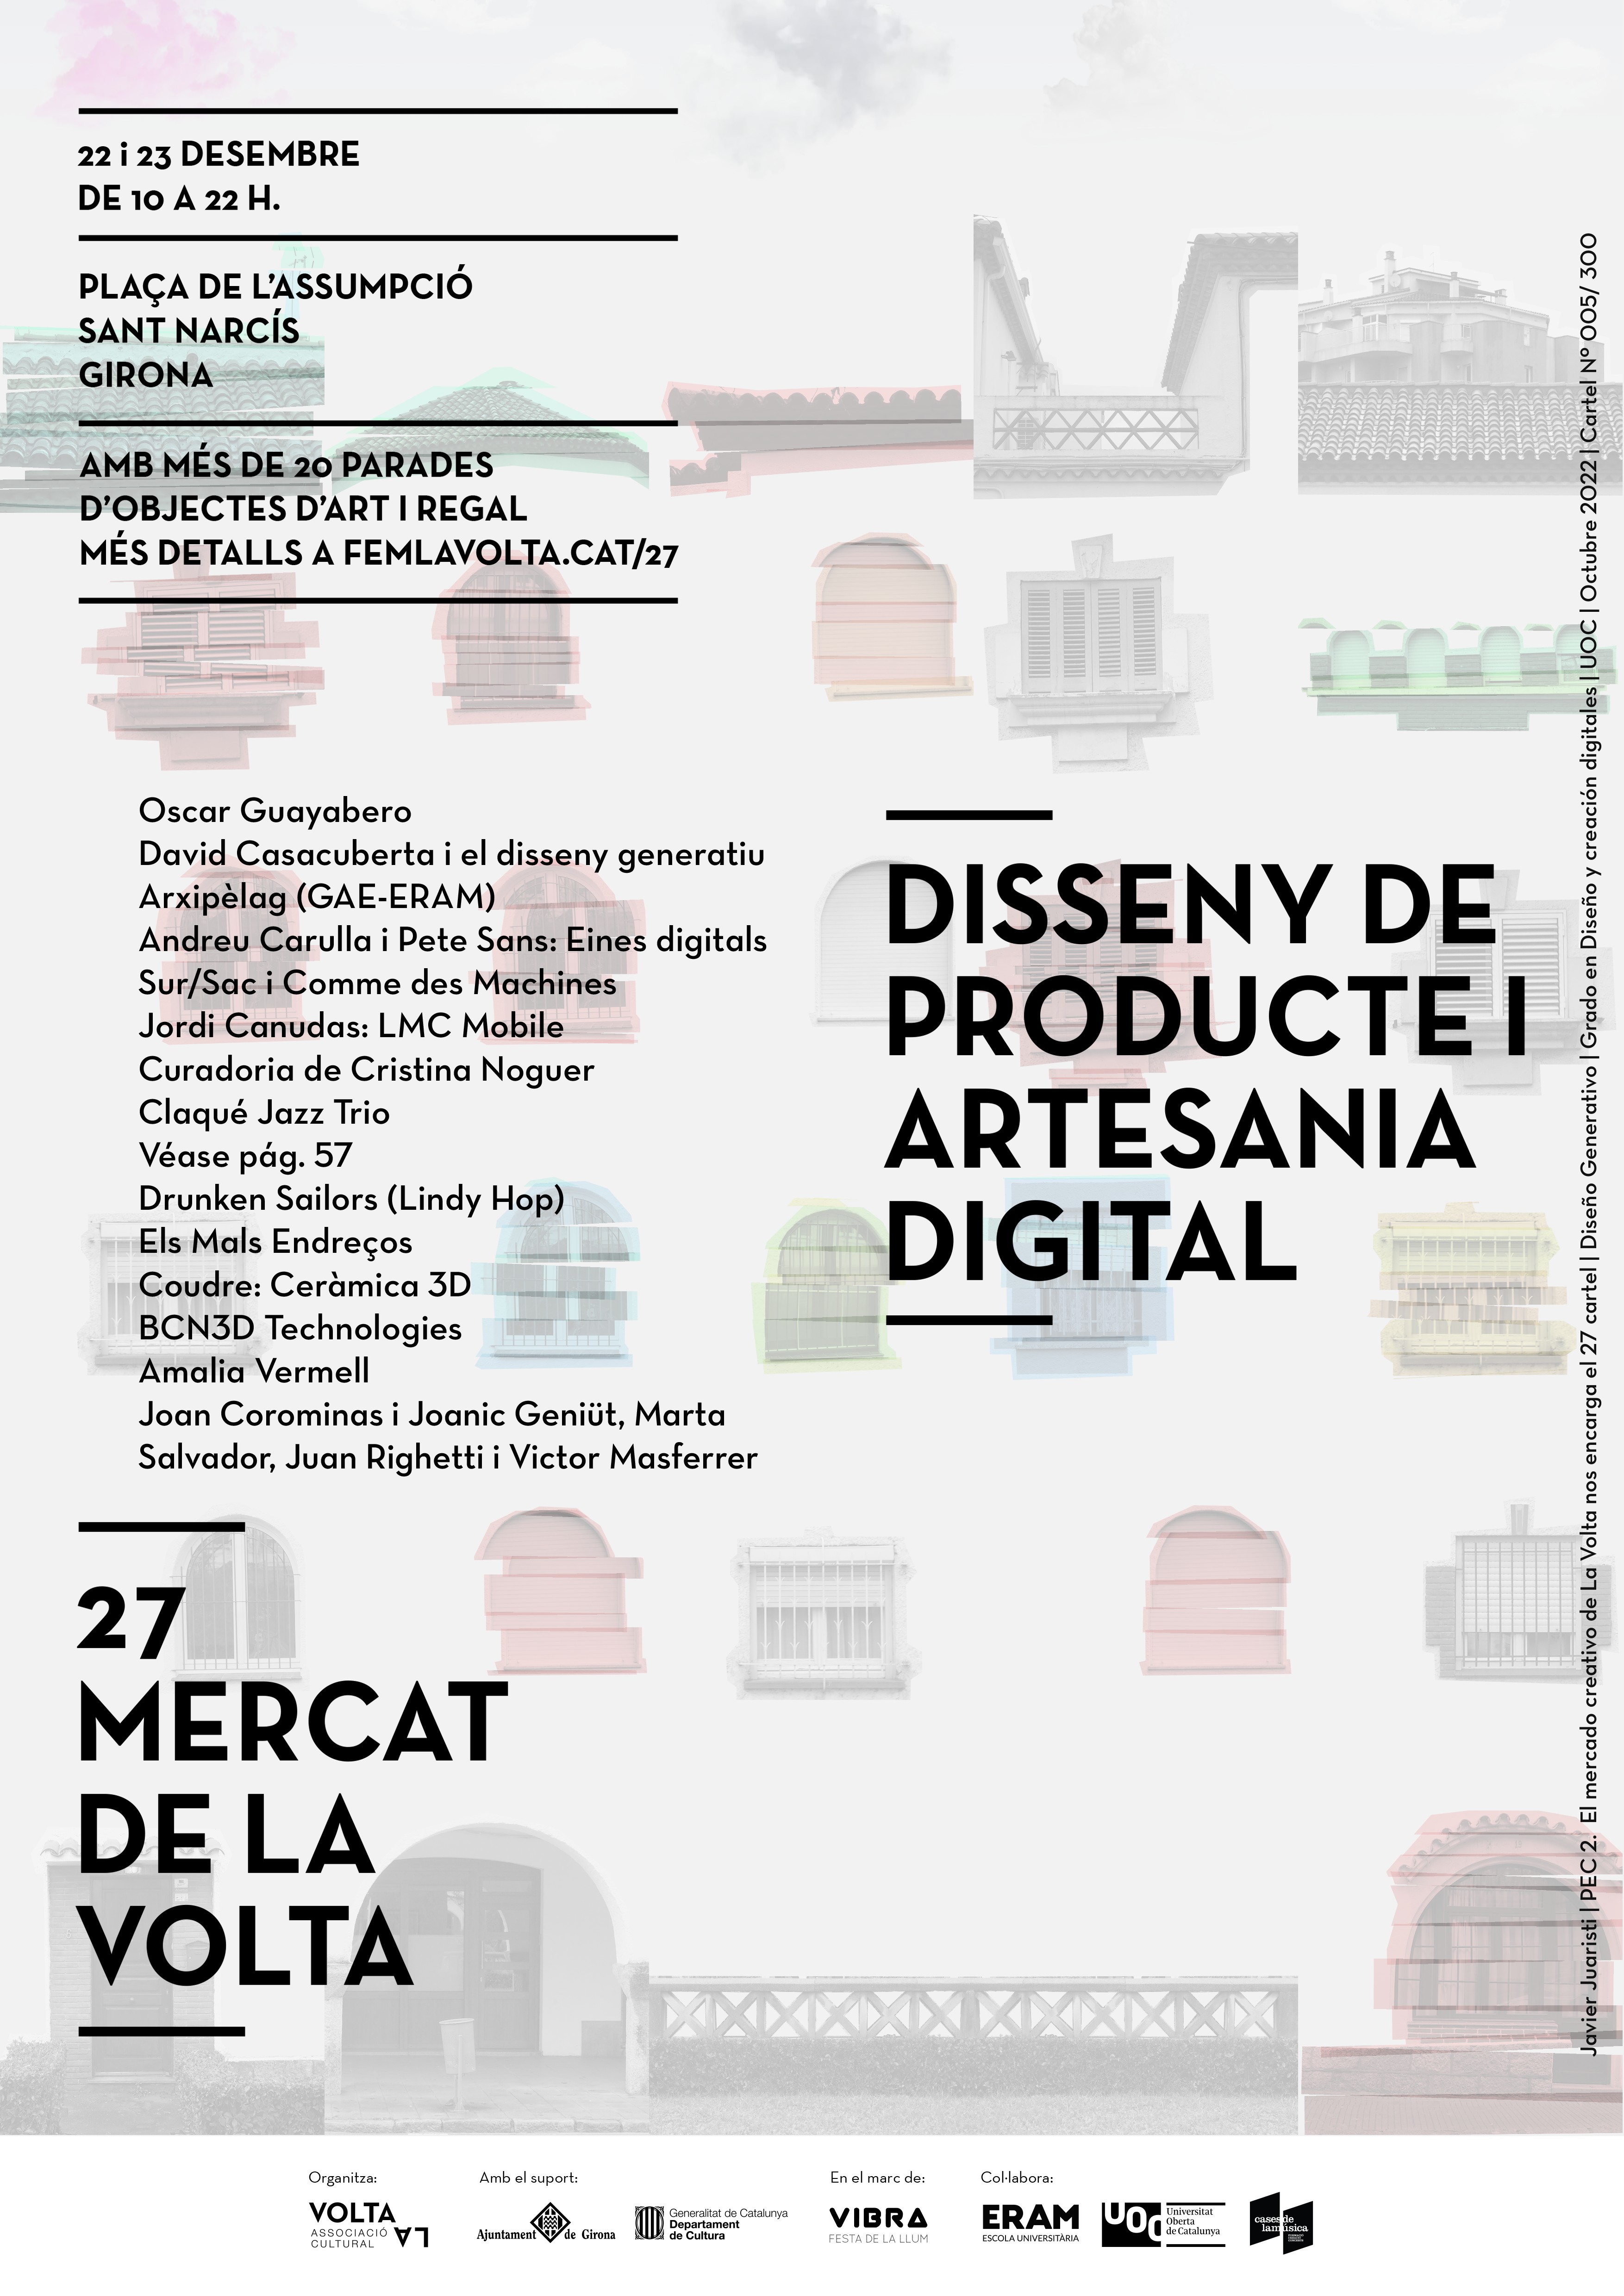 22 i 23 DESEMBRE
DE 10 A 22 H.
PLAÇA DE L'ASSUMPCIÓ
SANT NARCÍS
GIRONA
AMB MÉS DE 20 PARADES
D'OBJECTES D'ART I REGAL
MÉS DETALLS A FEMLAVOLTA.CAT/27
Oscar Guayabero
David Casacuberta i el disseny generatiu
Arxipèlag (GAE-ERAM)
Andreu Carulla i Pete Sans: Eines digitals
Sur/Sac i Comme des Machines
Jordi Canudas: LMC Mobile
Curadoria de Cristina Noguer
Claqué Jazz Trio
Véase pág. 57
Drunken Sailors (Lindy Hop)
Els Mals Endreços
Coudre: Ceràmica 3D
BCN3D Technologies
Amalia Vermell
Joan Corominas i Joanic Geniüt, Marta
Salvador, Juan Righetti i Victor Masferrer
DISSENY DE
PRODUCTE I
ARTESANIA
DIGITAL
27
MERCAT
DE LA
VOLTA
Javier Juaristi | PEC 2. El mercado creativo de La Volta nos encarga el 27 cartel | Diseño Generativo | Grado en Diseño y creación digitales | UOC | Octubre 2022 | Cartel Nº 005/ 300
Organitza:
VOLTA
ASSOCIACIÓ
CULTURAL
LA
Amb el suport:
Ajuntament de Girona
Generalitat de Catalunya
Departament
de Cultura
En el marc de:
VIBRA
FESTA DE LA LLUM
Col·labora:
ERAM
ESCOLA UNIVERSITÀRIA
UOC
Universitat
Oberta
de Catalunya
casesde
lamúsica